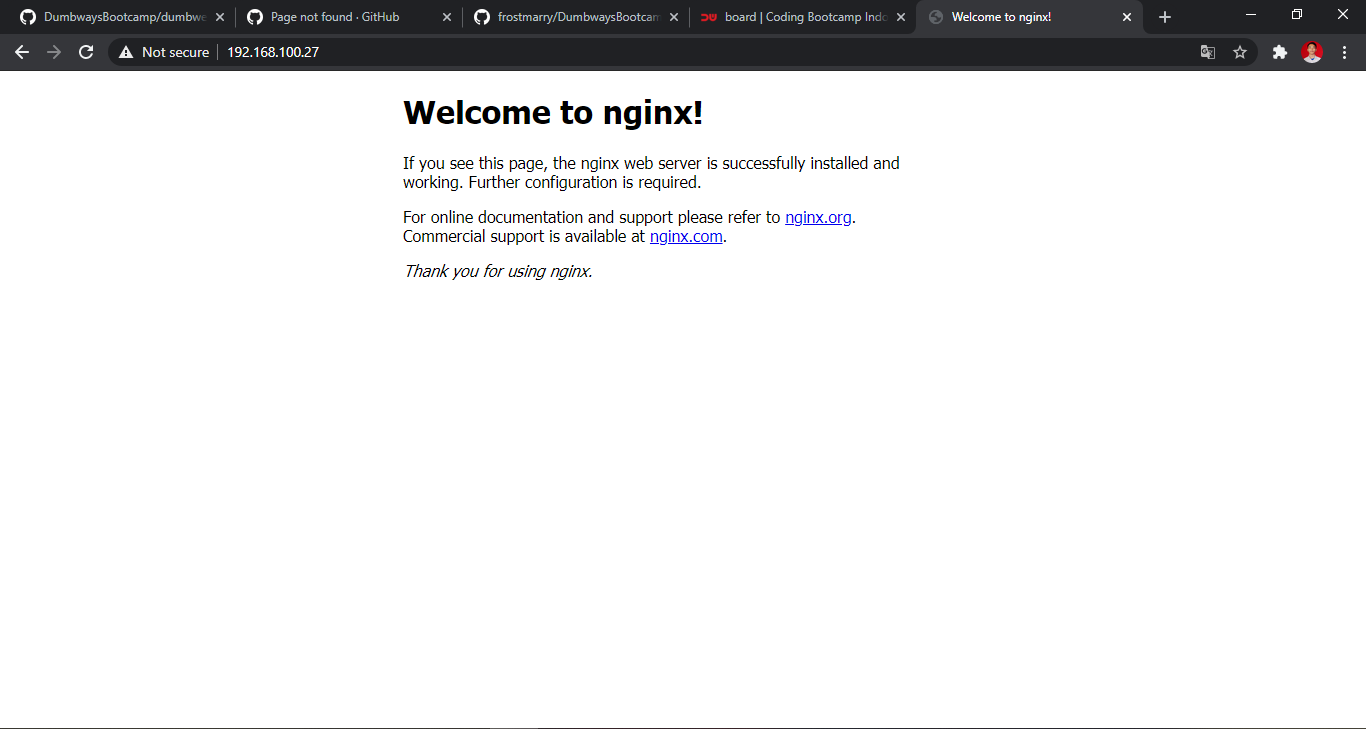 DumbwaysBootcamp/dumbwe
Page not found · GitHub
frostmarry/DumbwaysBootcam
board | Coding Bootcamp Indo
Welcome to nginx!
Not secure
192.168.100.27
Welcome to nginx!
If you see this page, the nginx web server is successfully installed and
working. Further configuration is required.
For online documentation and support please refer to nginx.org.
Commercial support is available at nginx.com.
Thank you for using nginx.